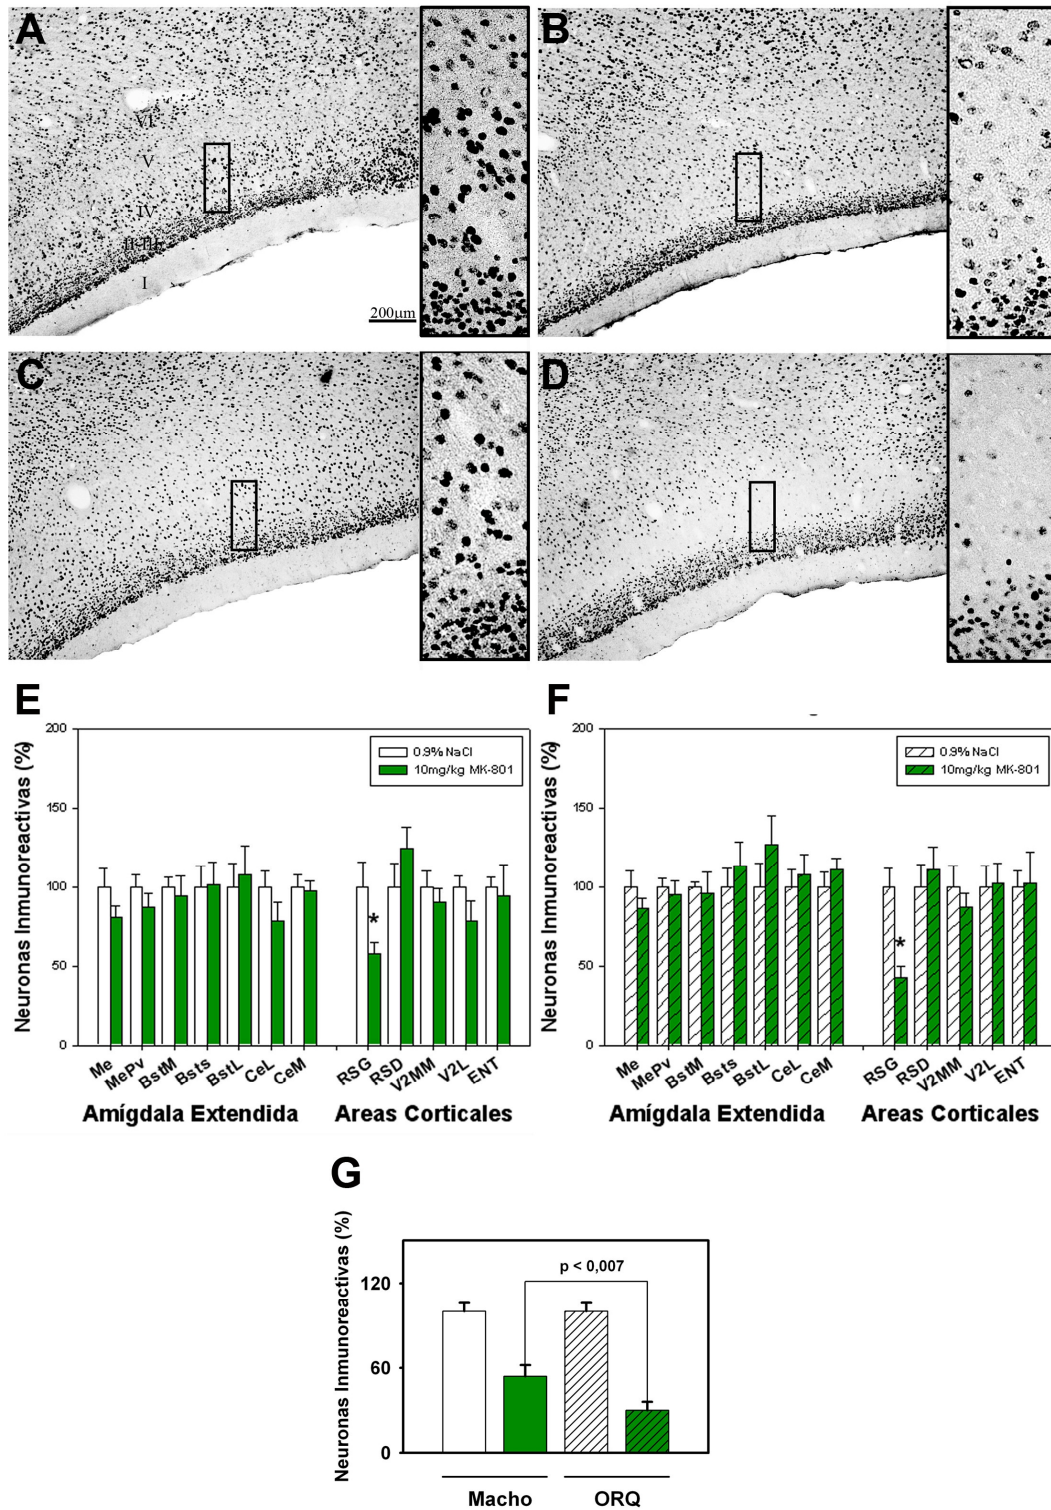 A
B
VI
V
IV
II-III
I
200µm
C
D
E
F
Neuronas Inmunoreactivas (%)
200
150
100
50
0
0.9% NaCl
10mg/kg MK-801
*
Me
MePv
BstM
Bsts
BstL
CeL
CeM
RSG
RSD
V2MM
V2L
ENT
Amígdala Extendida
Areas Corticales
Neuronas Inmunoreactivas (%)
200
150
100
50
0
0.9% NaCl
10mg/kg MK-801
*
Me
MePv
BstM
Bsts
BstL
CeL
CeM
RSG
RSD
V2MM
V2L
ENT
Amígdala Extendida
Areas Corticales
G
Neuronas Inmunoreactivas (%)
120
60
0
p < 0,007
Macho
ORQ